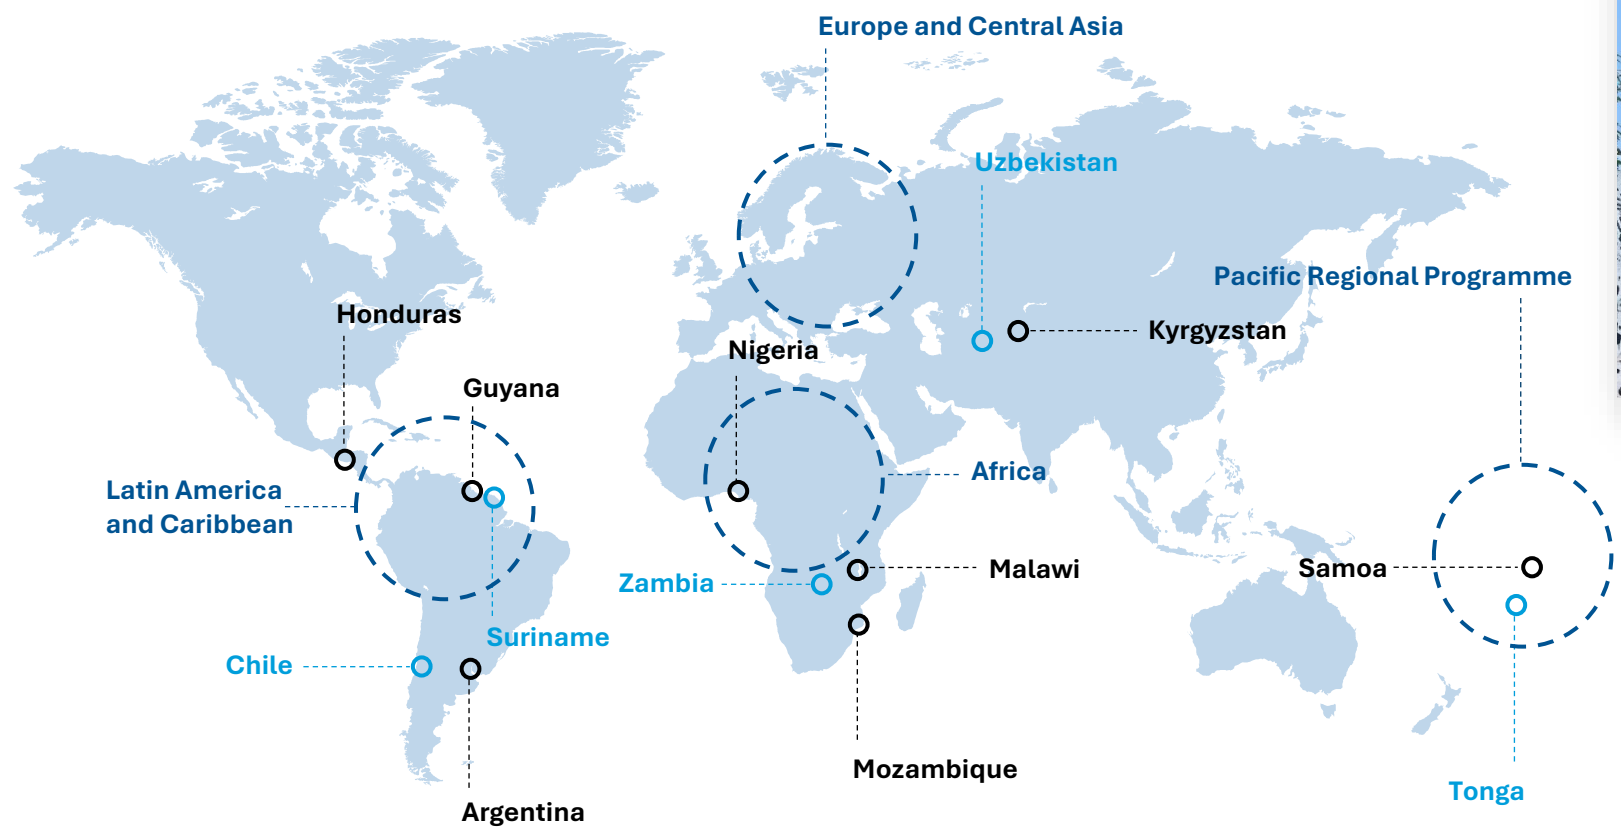 Europe and Central Asia
Uzbekistan
Pacific Regional Programme
Honduras
Kyrgyzstan
Nigeria
Guyana
Africa
Latin America
and Caribbean
Samoa
Malawi
Zambia
Suriname
Chile
Mozambique
Tonga
Argentina